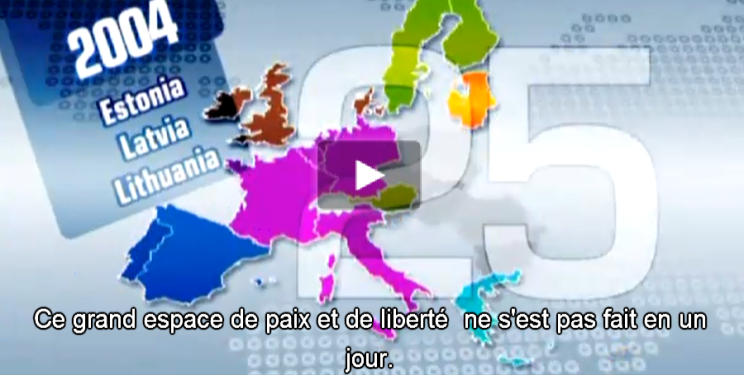 2004
Estonia
Latvia
Lithuania
25
Ce grand espace de paix et de liberté ne s'est pas fait en un
jour.